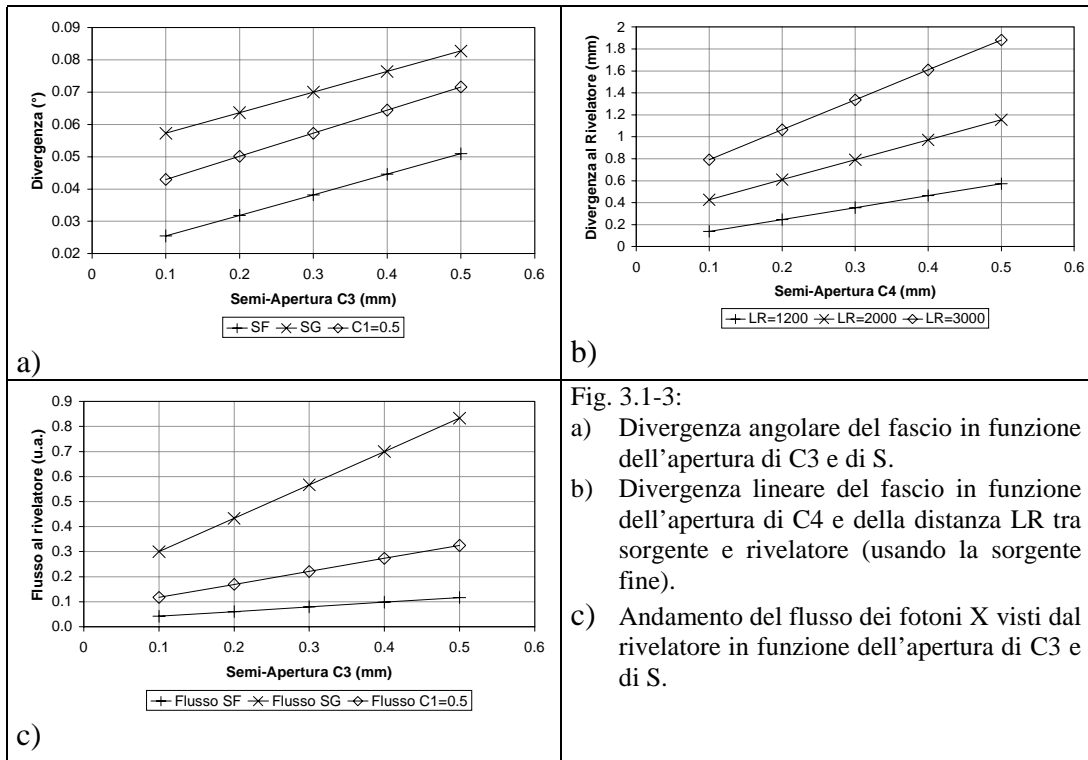 0.09
0.08
0.07
0.06
0.05
0.04
0.03
0.02
Divergenza (°)
0 0.1 0.2 0.3 0.4 0.5 0.6
Semi-Apertura C3 (mm)
SF SG C1=0.5
a)
2
1.8
1.6
1.4
1.2
1
0.8
0.6
0.4
0.2
0
Divergenza al Rivelatore (mm)
0 0.1 0.2 0.3 0.4 0.5 0.6
Semi-Apertura C4 (mm)
LR=1200 LR=2000 LR=3000
b)
0.9
0.8
0.7
0.6
0.5
0.4
0.3
0.2
0.1
0.0
Flusso al rivelatore (u.a.)
0 0.1 0.2 0.3 0.4 0.5 0.6
Semi-Apertura C3 (mm)
Flusso SF Flusso SG Flusso C1=0.5
c)
Fig. 3.1-3:
a) Divergenza angolare del fascio in funzione
dell'apertura di C3 e di S.
b) Divergenza lineare del fascio in funzione
dell'apertura di C4 e della distanza LR tra
sorgente e rivelatore (usando la sorgente
fine).
c) Andamento del flusso dei fotoni X visti dal
rivelatore in funzione dell'apertura di C3 e
di S.